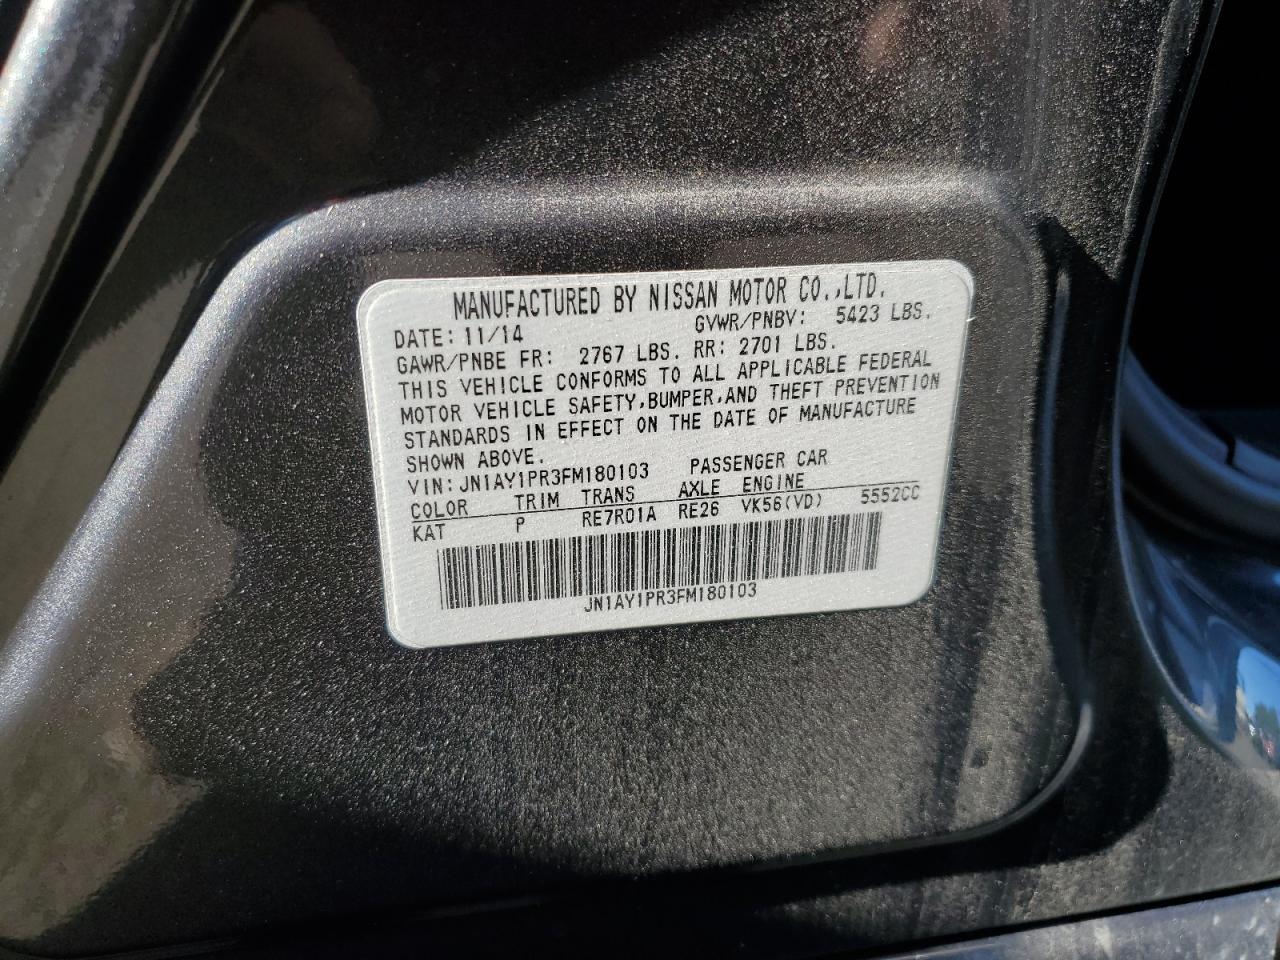 MANUFACTURED BY NISSAN MOTOR CO.,LTD.
DATE: 11/14 GVWR/PNBV: 5423 LBS.
GAWR/PNBE FR: 2767 LBS. RR: 2701 LBS.
THIS VEHICLE CONFORMS TO ALL APPLICABLE FEDERAL
MOTOR VEHICLE SAFETY,BUMPER,AND THEFT PREVENTION
STANDARDS IN EFFECT ON THE DATE OF MANUFACTURE
SHOWN ABOVE.
VIN: JN1AY1PR3FM180103 PASSENGER CAR
COLOR TRIM TRANS AXLE ENGINE
KAT P RE7R01A RE26 VK56(VD) 5552CC
JN1AY1PR3FM180103